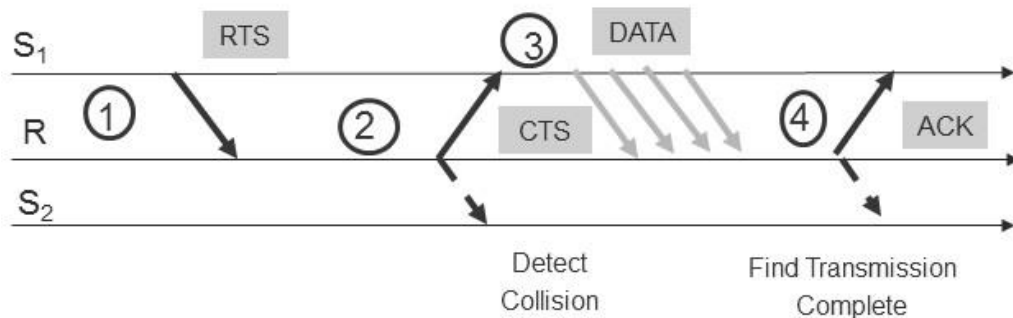 RTS
3
DATA
S1
1
2
CTS
4
ACK
R
S2
Detect
Collision
Find Transmission
Complete